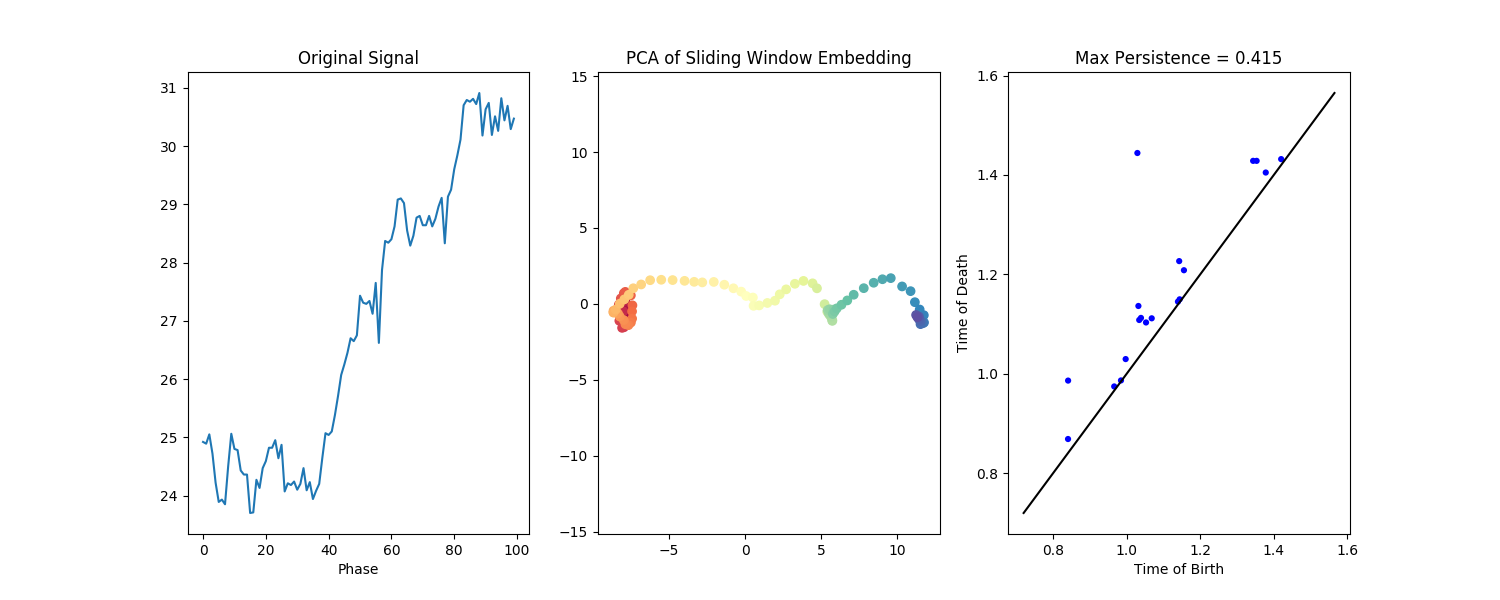 Original Signal
31
30
29
28
27
26
25
24
0 20 40 60 80 100
Phase
PCA of Sliding Window Embedding
15
10
5
0
−5
−10
−15
−5 0 5 10
Max Persistence = 0.415
Time of Death
1.6
1.4
1.2
1.0
0.8
0.8 1.0 1.2 1.4 1.6
Time of Birth